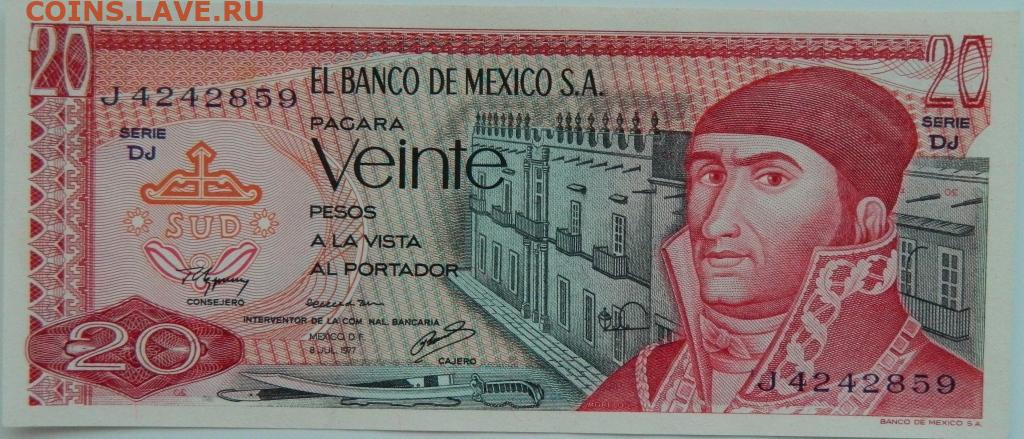 COINS.LAVE.RU
20
20
J 4242859
EL BANCO DE MEXICO S.A.
SERIE
DJ
SERIE
DJ
PAGARA
Veinte
PESOS
A LA VISTA
AL PORTADOR
SUD
CONSEJERO
INTERVENTOR DE LA COM. NAL. BANCARIA
MEXICO D.F.
8 JUL. 1977
CAJERO
20
MORELOS
J 4242859
BANCO DE MEXICO S.A.